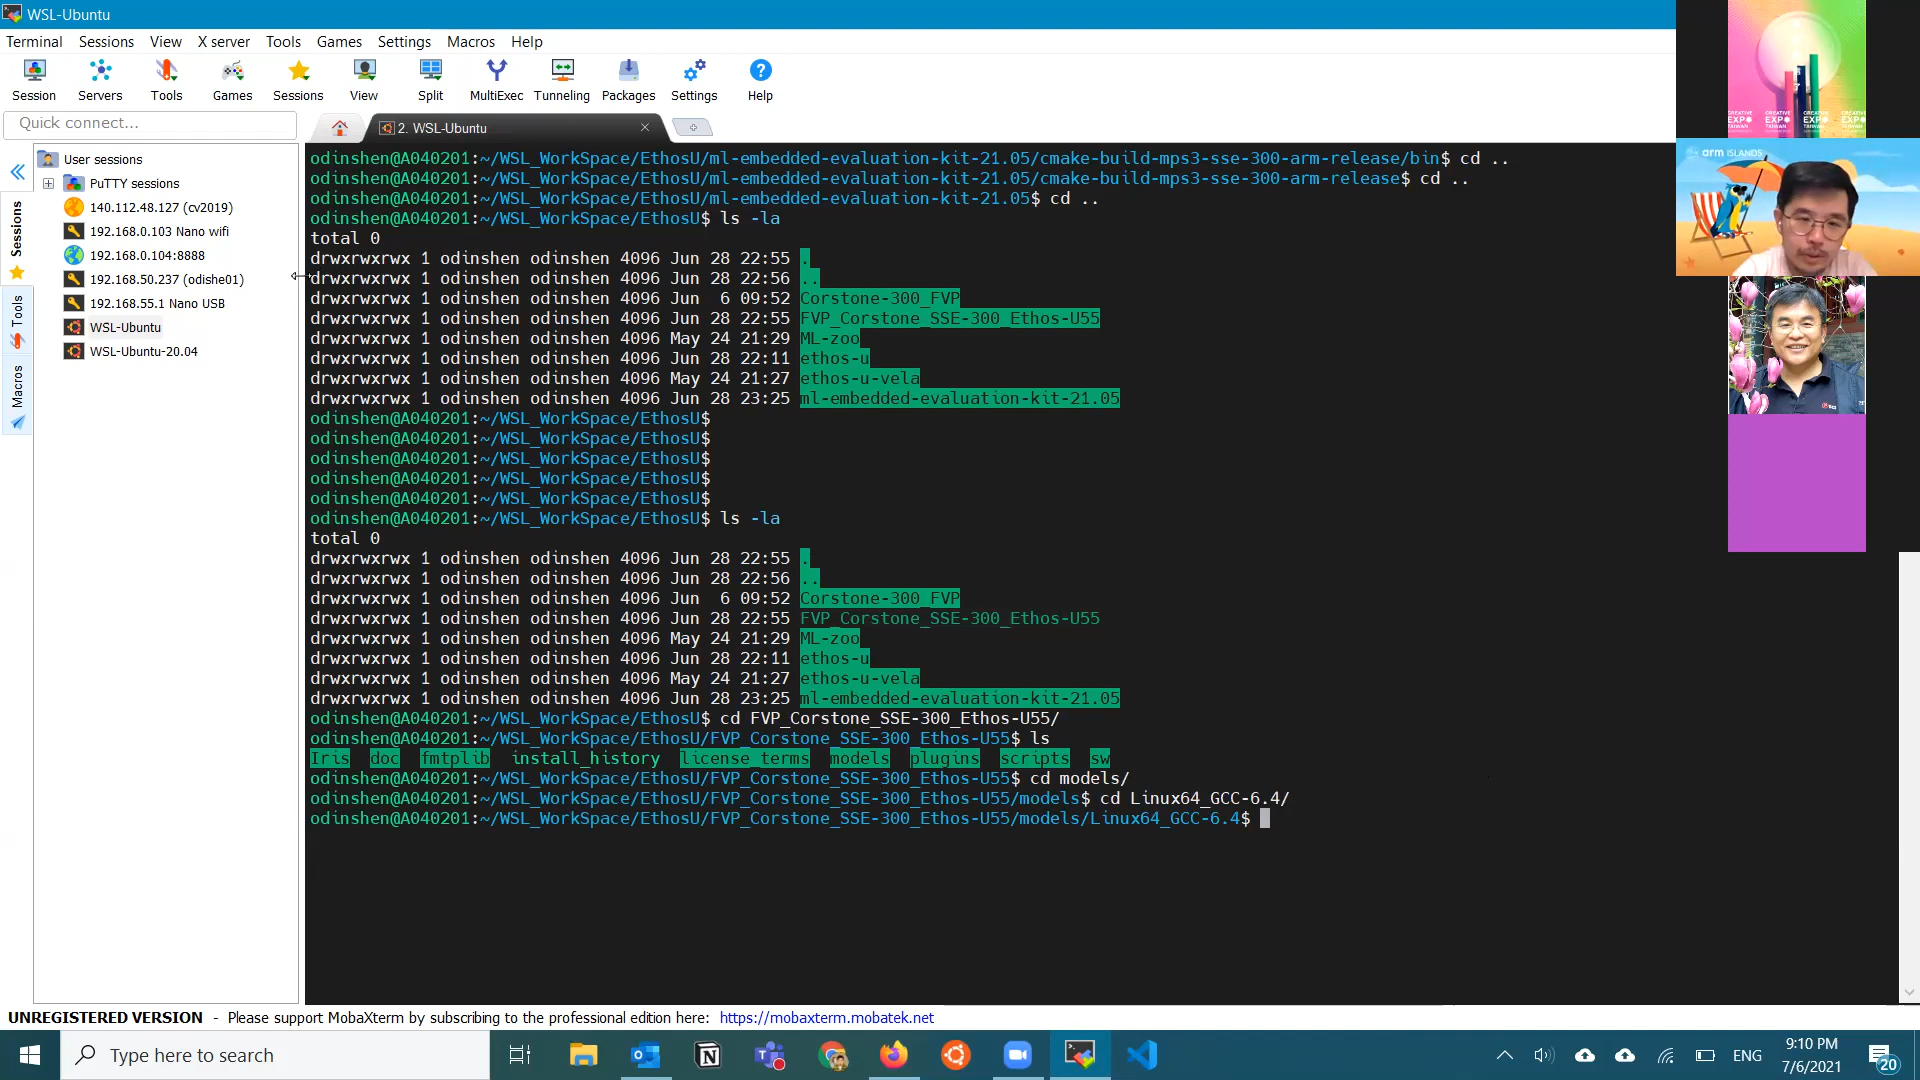 WSL-Ubuntu
Terminal Sessions View X server Tools Games Settings Macros Help
Session Servers Tools Games Sessions View Split MultiExec Tunneling Packages Settings Help
Quick connect...
2. WSL-Ubuntu
User sessions
PuTTY sessions
140.112.48.127 (cv2019)
192.168.0.103 Nano wifi
192.168.0.104:8888
192.168.50.237 (odishe01)
192.168.55.1 Nano USB
WSL-Ubuntu
WSL-Ubuntu-20.04
Sessions
Tools
Macros
odinshen@A040201:~/WSL_WorkSpace/EthosU/ml-embedded-evaluation-kit-21.05/cmake-build-mps3-sse-300-arm-release/bin$ cd ..
odinshen@A040201:~/WSL_WorkSpace/EthosU/ml-embedded-evaluation-kit-21.05/cmake-build-mps3-sse-300-arm-release$ cd ..
odinshen@A040201:~/WSL_WorkSpace/EthosU/ml-embedded-evaluation-kit-21.05$ cd ..
odinshen@A040201:~/WSL_WorkSpace/EthosU$ ls -la
total 0
drwxrwxrwx 1 odinshen odinshen 4096 Jun 28 22:55 .
drwxrwxrwx 1 odinshen odinshen 4096 Jun 28 22:56 ..
drwxrwxrwx 1 odinshen odinshen 4096 Jun  6 09:52 Corstone-300_FVP
drwxrwxrwx 1 odinshen odinshen 4096 Jun 28 22:55 FVP_Corstone_SSE-300_Ethos-U55
drwxrwxrwx 1 odinshen odinshen 4096 May 24 21:29 ML-zoo
drwxrwxrwx 1 odinshen odinshen 4096 Jun 28 22:11 ethos-u
drwxrwxrwx 1 odinshen odinshen 4096 May 24 21:27 ethos-u-vela
drwxrwxrwx 1 odinshen odinshen 4096 Jun 28 23:25 ml-embedded-evaluation-kit-21.05
odinshen@A040201:~/WSL_WorkSpace/EthosU$
odinshen@A040201:~/WSL_WorkSpace/EthosU$
odinshen@A040201:~/WSL_WorkSpace/EthosU$
odinshen@A040201:~/WSL_WorkSpace/EthosU$
odinshen@A040201:~/WSL_WorkSpace/EthosU$
odinshen@A040201:~/WSL_WorkSpace/EthosU$ ls -la
total 0
drwxrwxrwx 1 odinshen odinshen 4096 Jun 28 22:55 .
drwxrwxrwx 1 odinshen odinshen 4096 Jun 28 22:56 ..
drwxrwxrwx 1 odinshen odinshen 4096 Jun  6 09:52 Corstone-300_FVP
drwxrwxrwx 1 odinshen odinshen 4096 Jun 28 22:55 FVP_Corstone_SSE-300_Ethos-U55
drwxrwxrwx 1 odinshen odinshen 4096 May 24 21:29 ML-zoo
drwxrwxrwx 1 odinshen odinshen 4096 Jun 28 22:11 ethos-u
drwxrwxrwx 1 odinshen odinshen 4096 May 24 21:27 ethos-u-vela
drwxrwxrwx 1 odinshen odinshen 4096 Jun 28 23:25 ml-embedded-evaluation-kit-21.05
odinshen@A040201:~/WSL_WorkSpace/EthosU$ cd FVP_Corstone_SSE-300_Ethos-U55/
odinshen@A040201:~/WSL_WorkSpace/EthosU/FVP_Corstone_SSE-300_Ethos-U55$ ls
Iris  doc  fmtplib  install_history  license_terms  models  plugins  scripts  sw
odinshen@A040201:~/WSL_WorkSpace/EthosU/FVP_Corstone_SSE-300_Ethos-U55$ cd models/
odinshen@A040201:~/WSL_WorkSpace/EthosU/FVP_Corstone_SSE-300_Ethos-U55/models$ cd Linux64_GCC-6.4/
odinshen@A040201:~/WSL_WorkSpace/EthosU/FVP_Corstone_SSE-300_Ethos-U55/models/Linux64_GCC-6.4$
CREATIVE CREATIVE CREATIVE CREATIVE
EXPO EXPO EXPO EXPO
TAIWAN TAIWAN TAIWAN TAIWAN
arm ISLANDS
UNREGISTERED VERSION - Please support MobaXterm by subscribing to the professional edition here: https://mobaxterm.mobatek.net
Type here to search
ENG
9:10 PM
7/6/2021
20